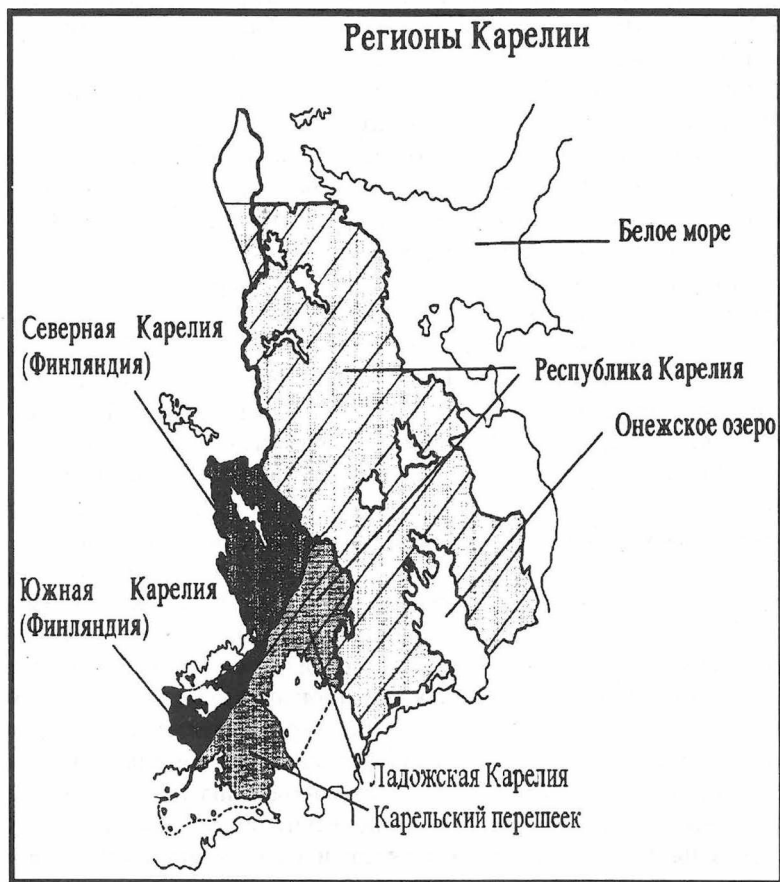 Регионы Карелии
Белое море
Северная Карелия
(Финляндия)
Республика Карелия
Онежское озеро
Южная Карелия
(Финляндия)
Ладожская Карелия
Карельский перешеек